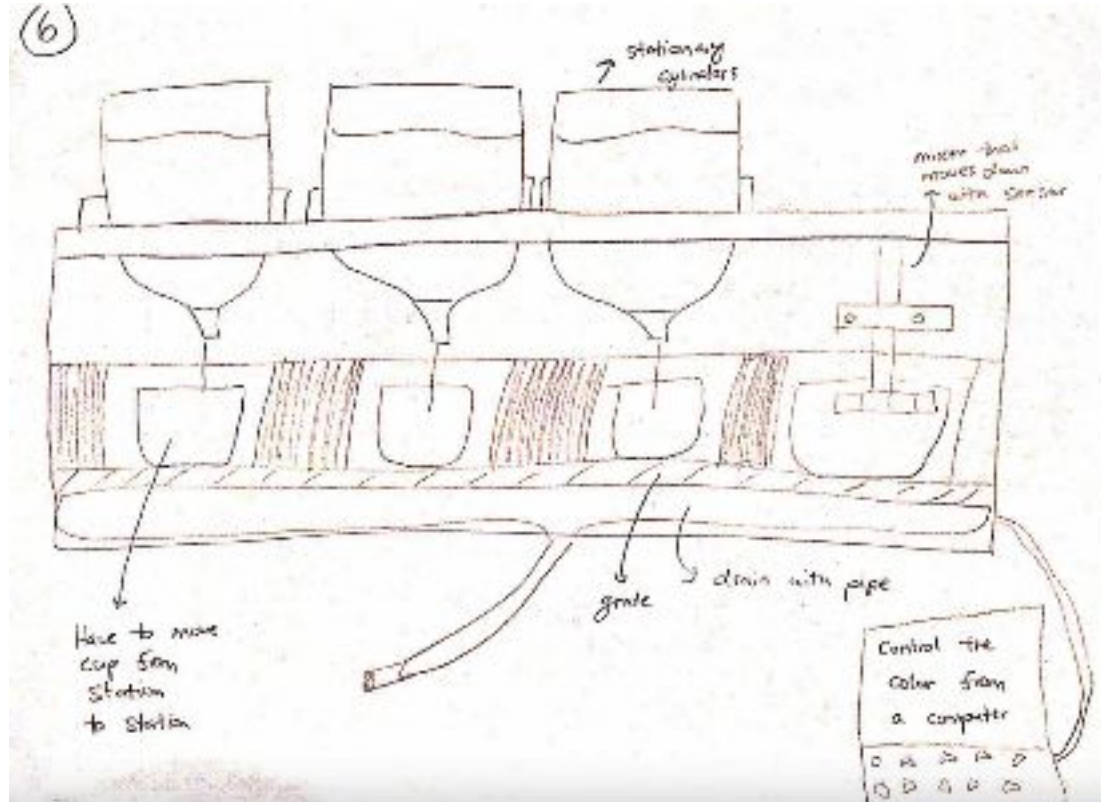 6
stationary
cylinders
mixer that
moves down
with sensor
Have to move
cup from
station
to station
grate
drain with pipe
Control the
color from
a computer